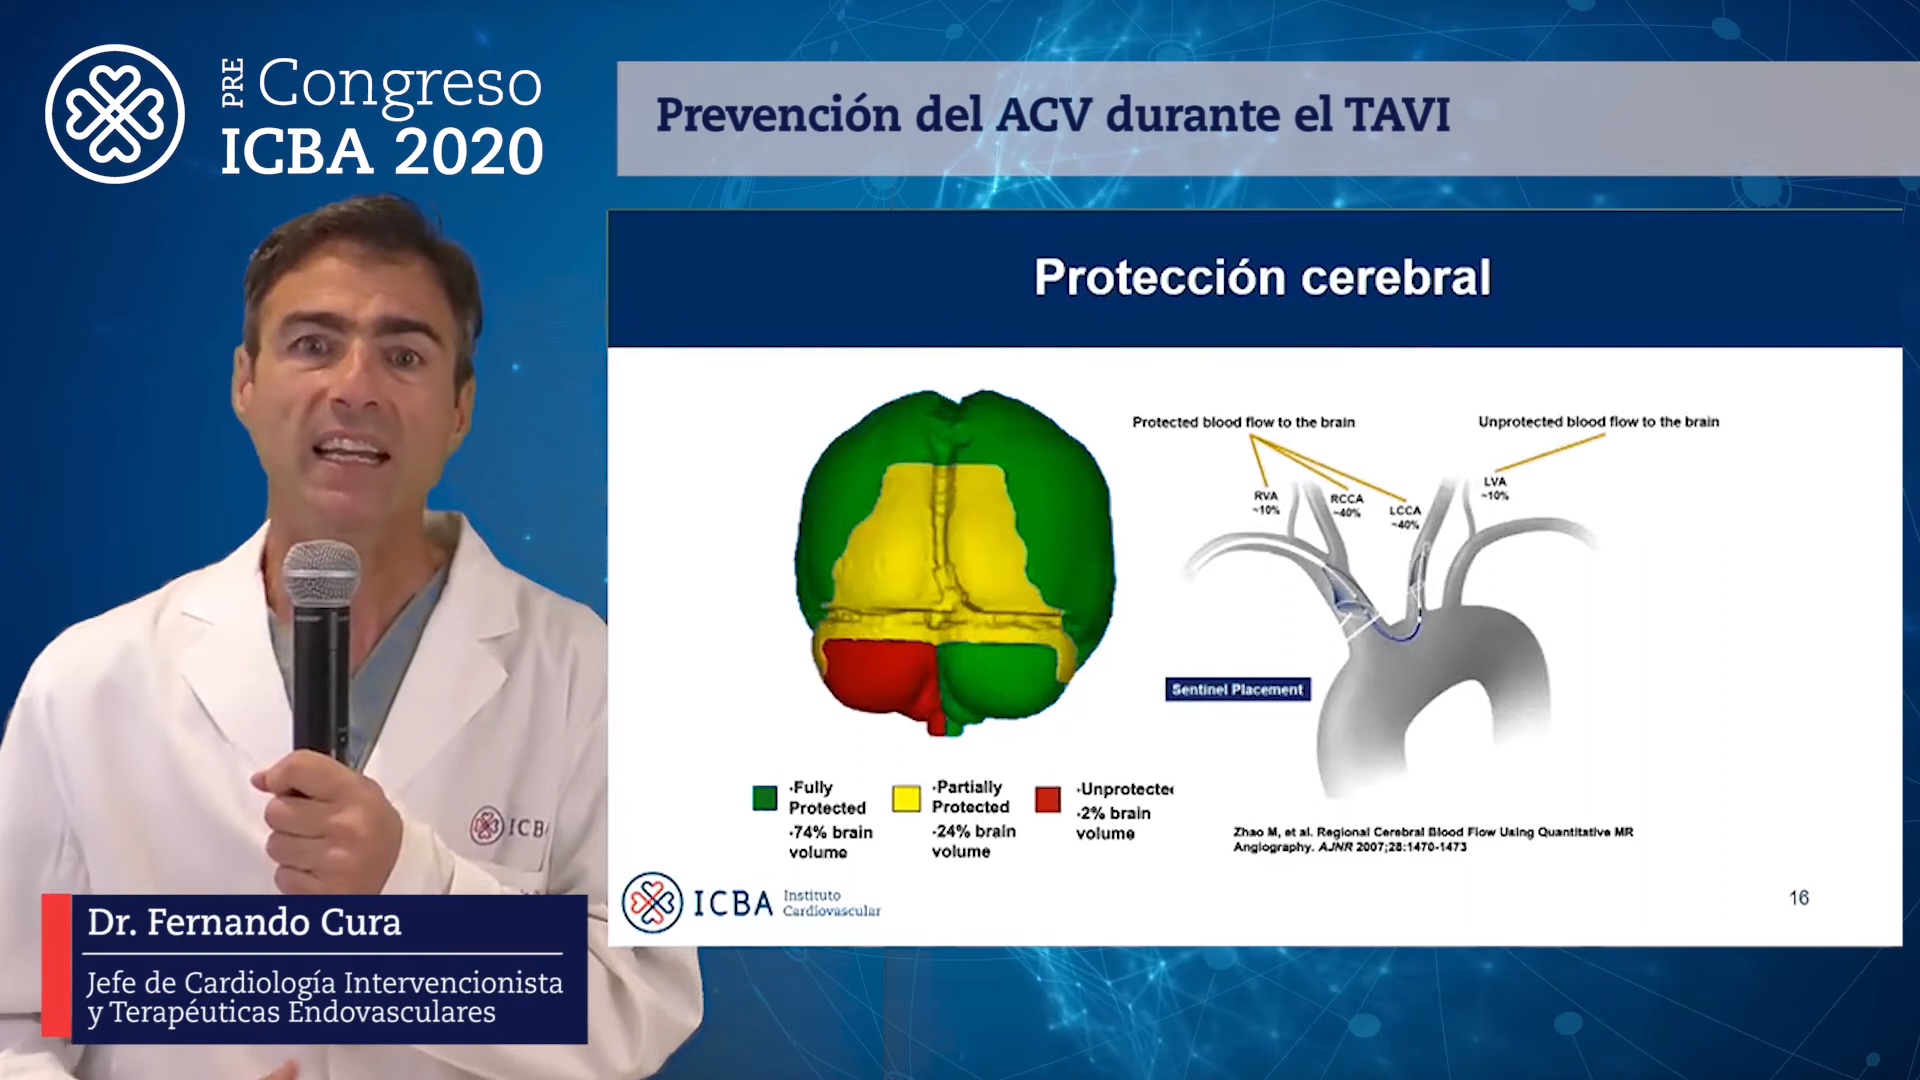 PRE Congreso
ICBA 2020
Prevención del ACV durante el TAVI
Protección cerebral
Protected blood flow to the brain
Unprotected blood flow to the brain
RVA
~10%
RCCA
~40%
LCCA
~40%
LVA
~10%
Sentinel Placement
·Fully
Protected
·74% brain
volume
·Partially
Protected
·24% brain
volume
·Unprotected
·2% brain
volume
Zhao M, et al. Regional Cerebral Blood Flow Using Quantitative MR
Angiography. AJNR 2007;28:1470-1473
ICBA Instituto
Cardiovascular
16
ICBA
Dr. Fernando Cura
Jefe de Cardiología Intervencionista
y Terapéuticas Endovasculares